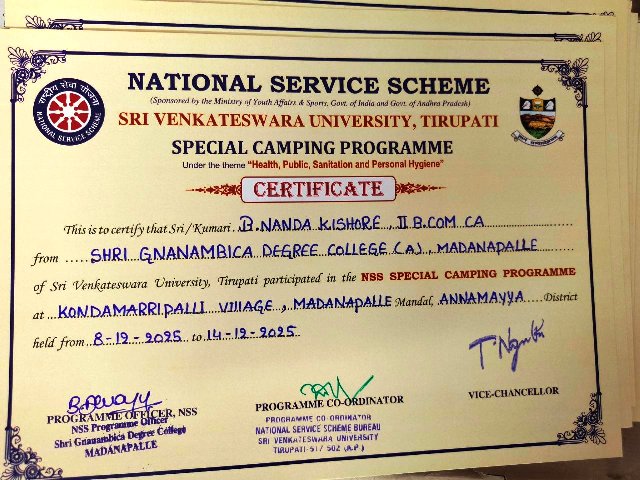 राष्ट्रीय सेवा योजना
NATIONAL SERVICE SCHEME
NATIONAL SERVICE SCHEME
(Sponsored by the Ministry of Youth Affairs & Sports, Govt. of India and Govt. of Andhra Pradesh)
SRI VENKATESWARA UNIVERSITY, TIRUPATI
SPECIAL CAMPING PROGRAMME
Under the theme "Health, Public, Sanitation and Personal Hygiene"
CERTIFICATE
This is to certify that Sri/Kumari B.NANDA KISHORE, II B.COM CA
from SHRI GNANAMBICA DEGREE COLLEGE (A), MADANAPALLE
of Sri Venkateswara University, Tirupati participated in the NSS SPECIAL CAMPING PROGRAMME
at KONDAMARRIPALLI VIllAGE, MADANAPALLE Mandal, ANNAMAYYA District
held from 8-12-2025 to 14-12-2025
PROGRAMME OFFICER, NSS
NSS Programme Officer
Shri Gnanambica Degree College
MADANAPALLE
PROGRAMME CO-ORDINATOR
PROGRAMME CO-ORDINATOR
NATIONAL SERVICE SCHEME BUREAU
SRI VENKATESWARA UNIVERSITY
TIRUPATI-517 502 (A.P.)
VICE-CHANCELLOR